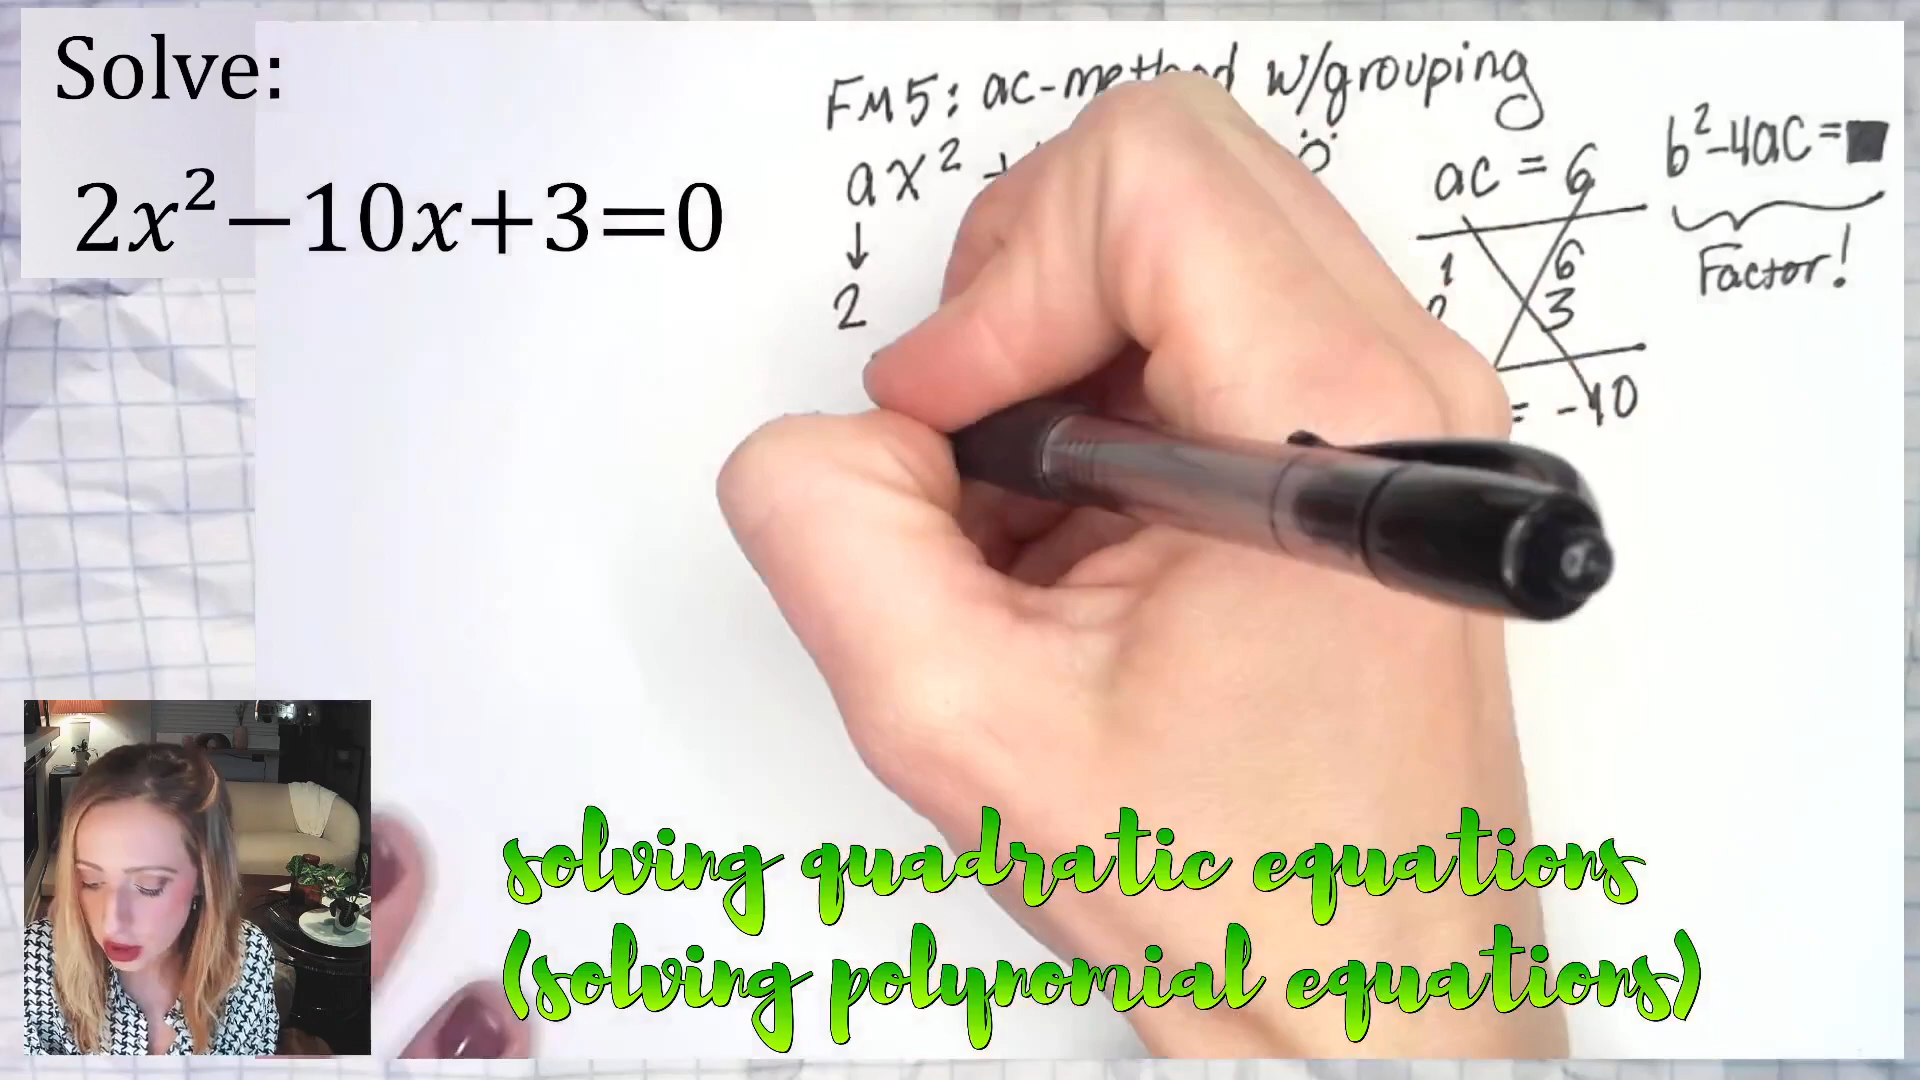 Solve:
2x²−10x+3=0
FM5: ac-method w/grouping
ax² +
↓
2
ac = 6
1 6
3
= -10
b²-4ac = ■
Factor!
solving quadratic equations
(solving polynomial equations)